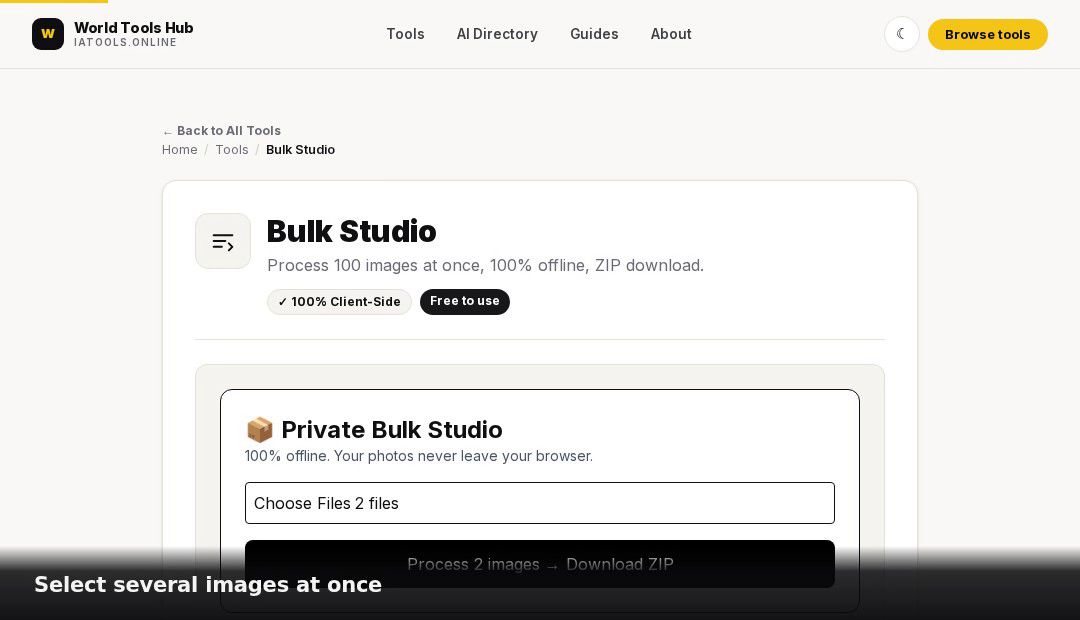 W
World Tools Hub
IATOOLS.ONLINE
Tools
AI Directory
Guides
About
Browse tools
← Back to All Tools
Home / Tools / Bulk Studio
Bulk Studio
Process 100 images at once, 100% offline, ZIP download.
✓ 100% Client-Side
Free to use
📦 Private Bulk Studio
100% offline. Your photos never leave your browser.
Choose Files 2 files
Process 2 images → Download ZIP
Select several images at once